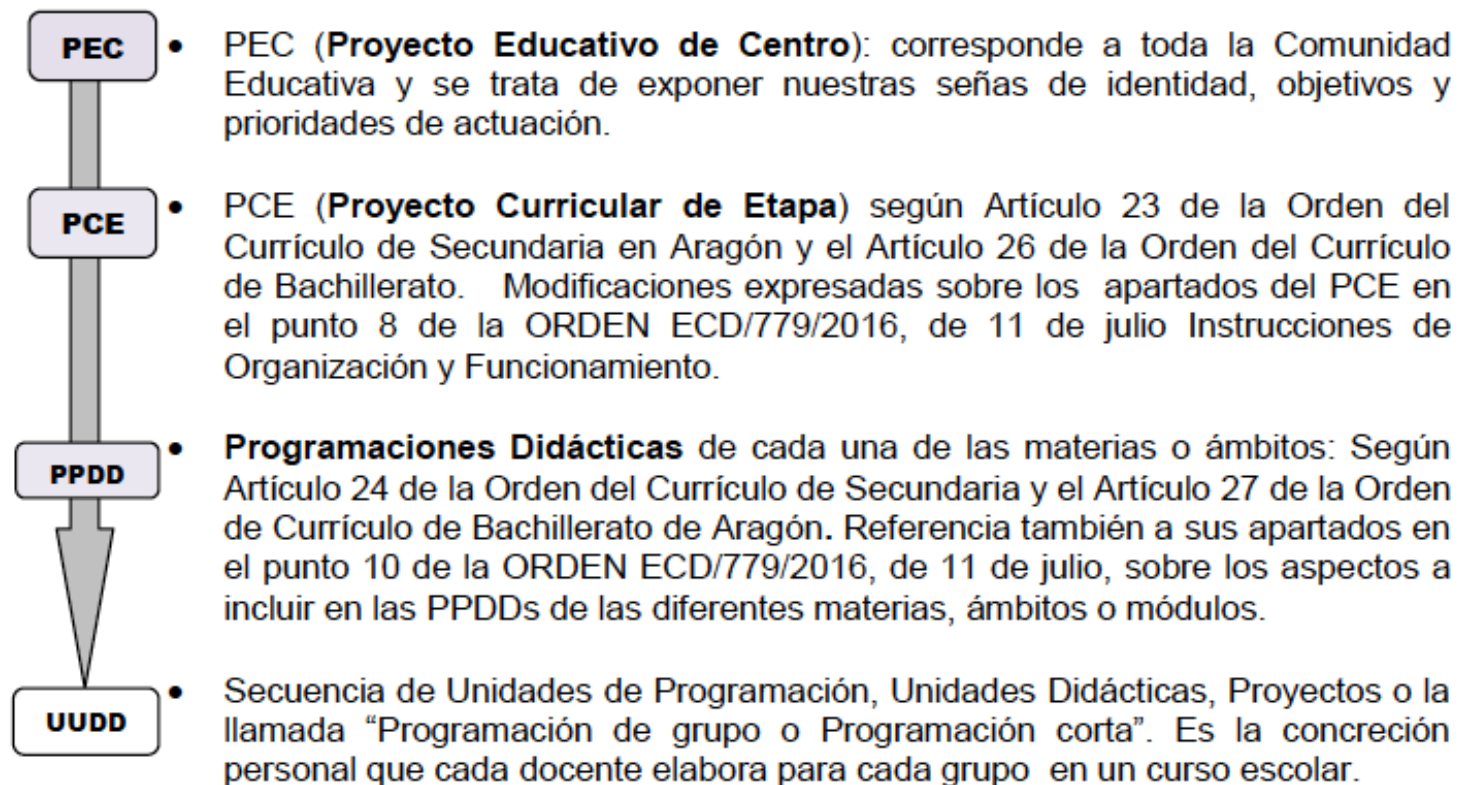 PEC
• PEC (Proyecto Educativo de Centro): corresponde a toda la Comunidad
Educativa y se trata de exponer nuestras señas de identidad, objetivos y
prioridades de actuación.
PCE
• PCE (Proyecto Curricular de Etapa) según Artículo 23 de la Orden del
Currículo de Secundaria en Aragón y el Artículo 26 de la Orden del Currículo
de Bachillerato. Modificaciones expresadas sobre los apartados del PCE en
el punto 8 de la ORDEN ECD/779/2016, de 11 de julio Instrucciones de
Organización y Funcionamiento.
PPDD
• Programaciones Didácticas de cada una de las materias o ámbitos: Según
Artículo 24 de la Orden del Currículo de Secundaria y el Artículo 27 de la Orden
de Currículo de Bachillerato de Aragón. Referencia también a sus apartados en
el punto 10 de la ORDEN ECD/779/2016, de 11 de julio, sobre los aspectos a
incluir en las PPDDs de las diferentes materias, ámbitos o módulos.
UUDD
• Secuencia de Unidades de Programación, Unidades Didácticas, Proyectos o la
llamada “Programación de grupo o Programación corta”. Es la concreción
personal que cada docente elabora para cada grupo en un curso escolar.